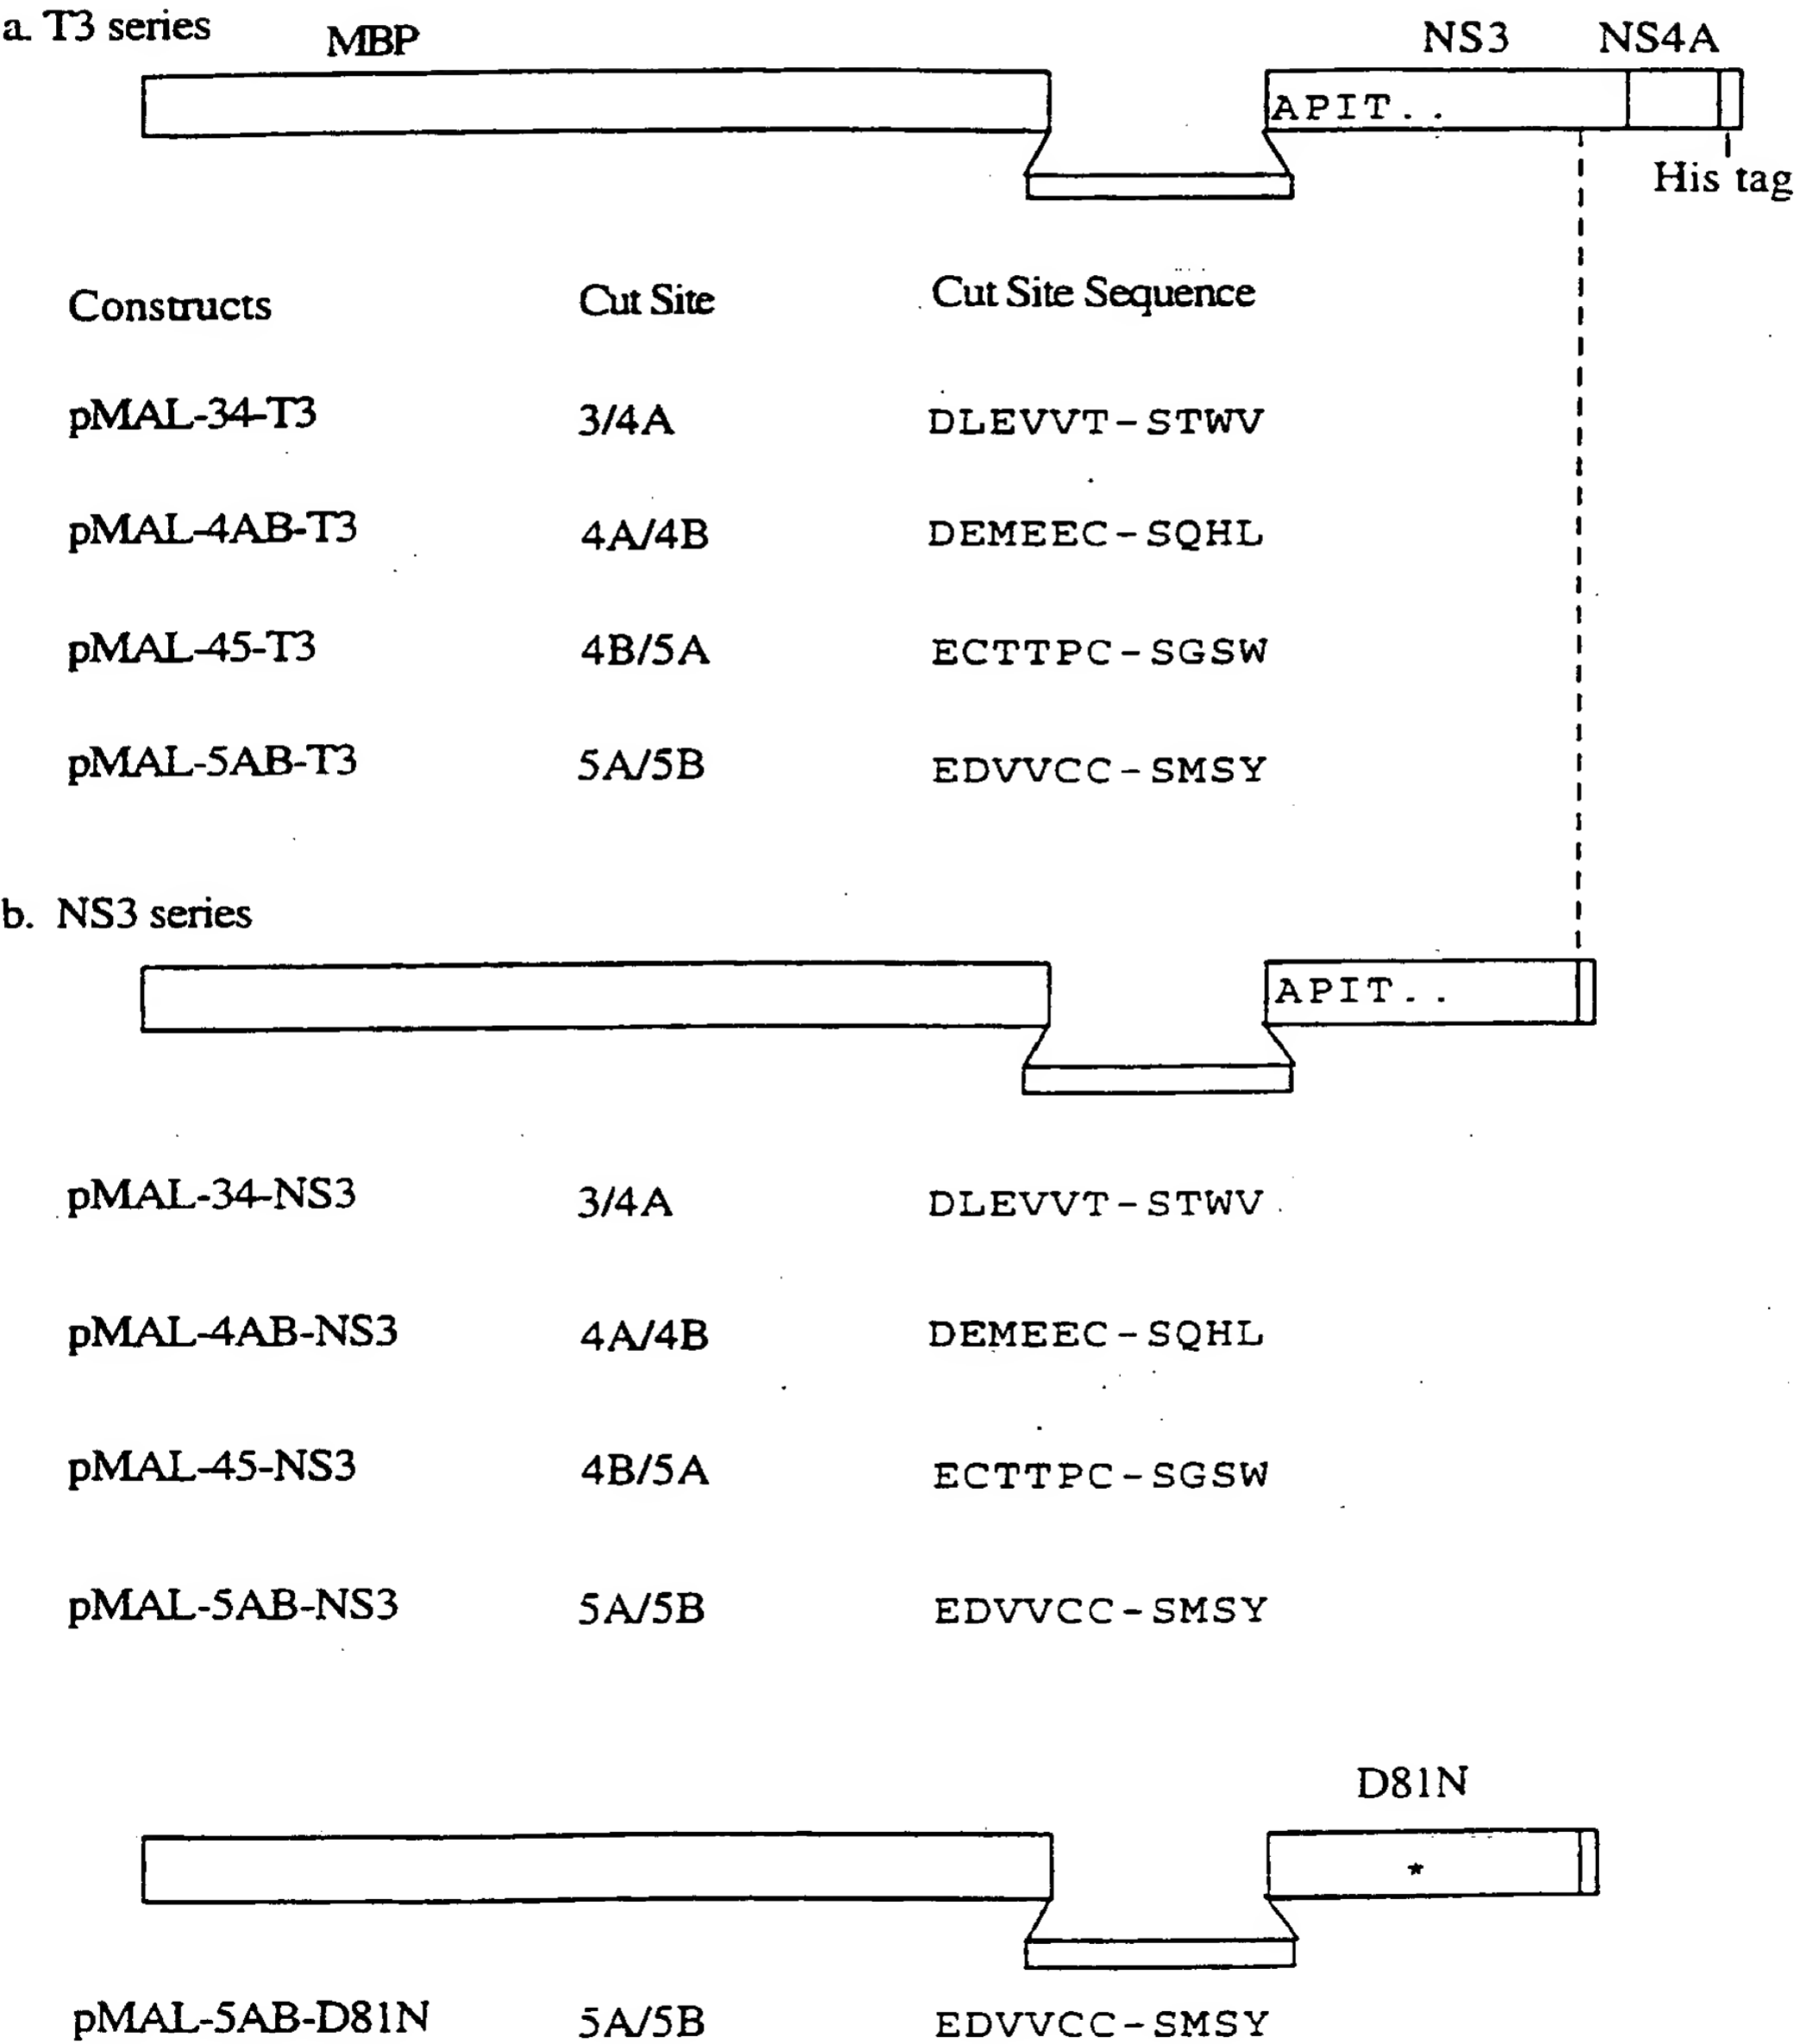 a. T3 series
MBP
NS3 NS4A
APIT..
His tag
Constructs Cut Site Cut Site Sequence
pMAL-34-T3 3/4A DLEVVT-STWV
pMAL-4AB-T3 4A/4B DEMEEC-SQHL
pMAL-45-T3 4B/5A ECTTPC-SGSW
pMAL-5AB-T3 5A/5B EDVVCC-SMSY
b. NS3 series
APIT..
pMAL-34-NS3 3/4A DLEVVT-STWV
pMAL-4AB-NS3 4A/4B DEMEEC-SQHL
pMAL-45-NS3 4B/5A ECTTPC-SGSW
pMAL-5AB-NS3 5A/5B EDVVCC-SMSY
D81N
*
pMAL-5AB-D81N 5A/5B EDVVCC-SMSY